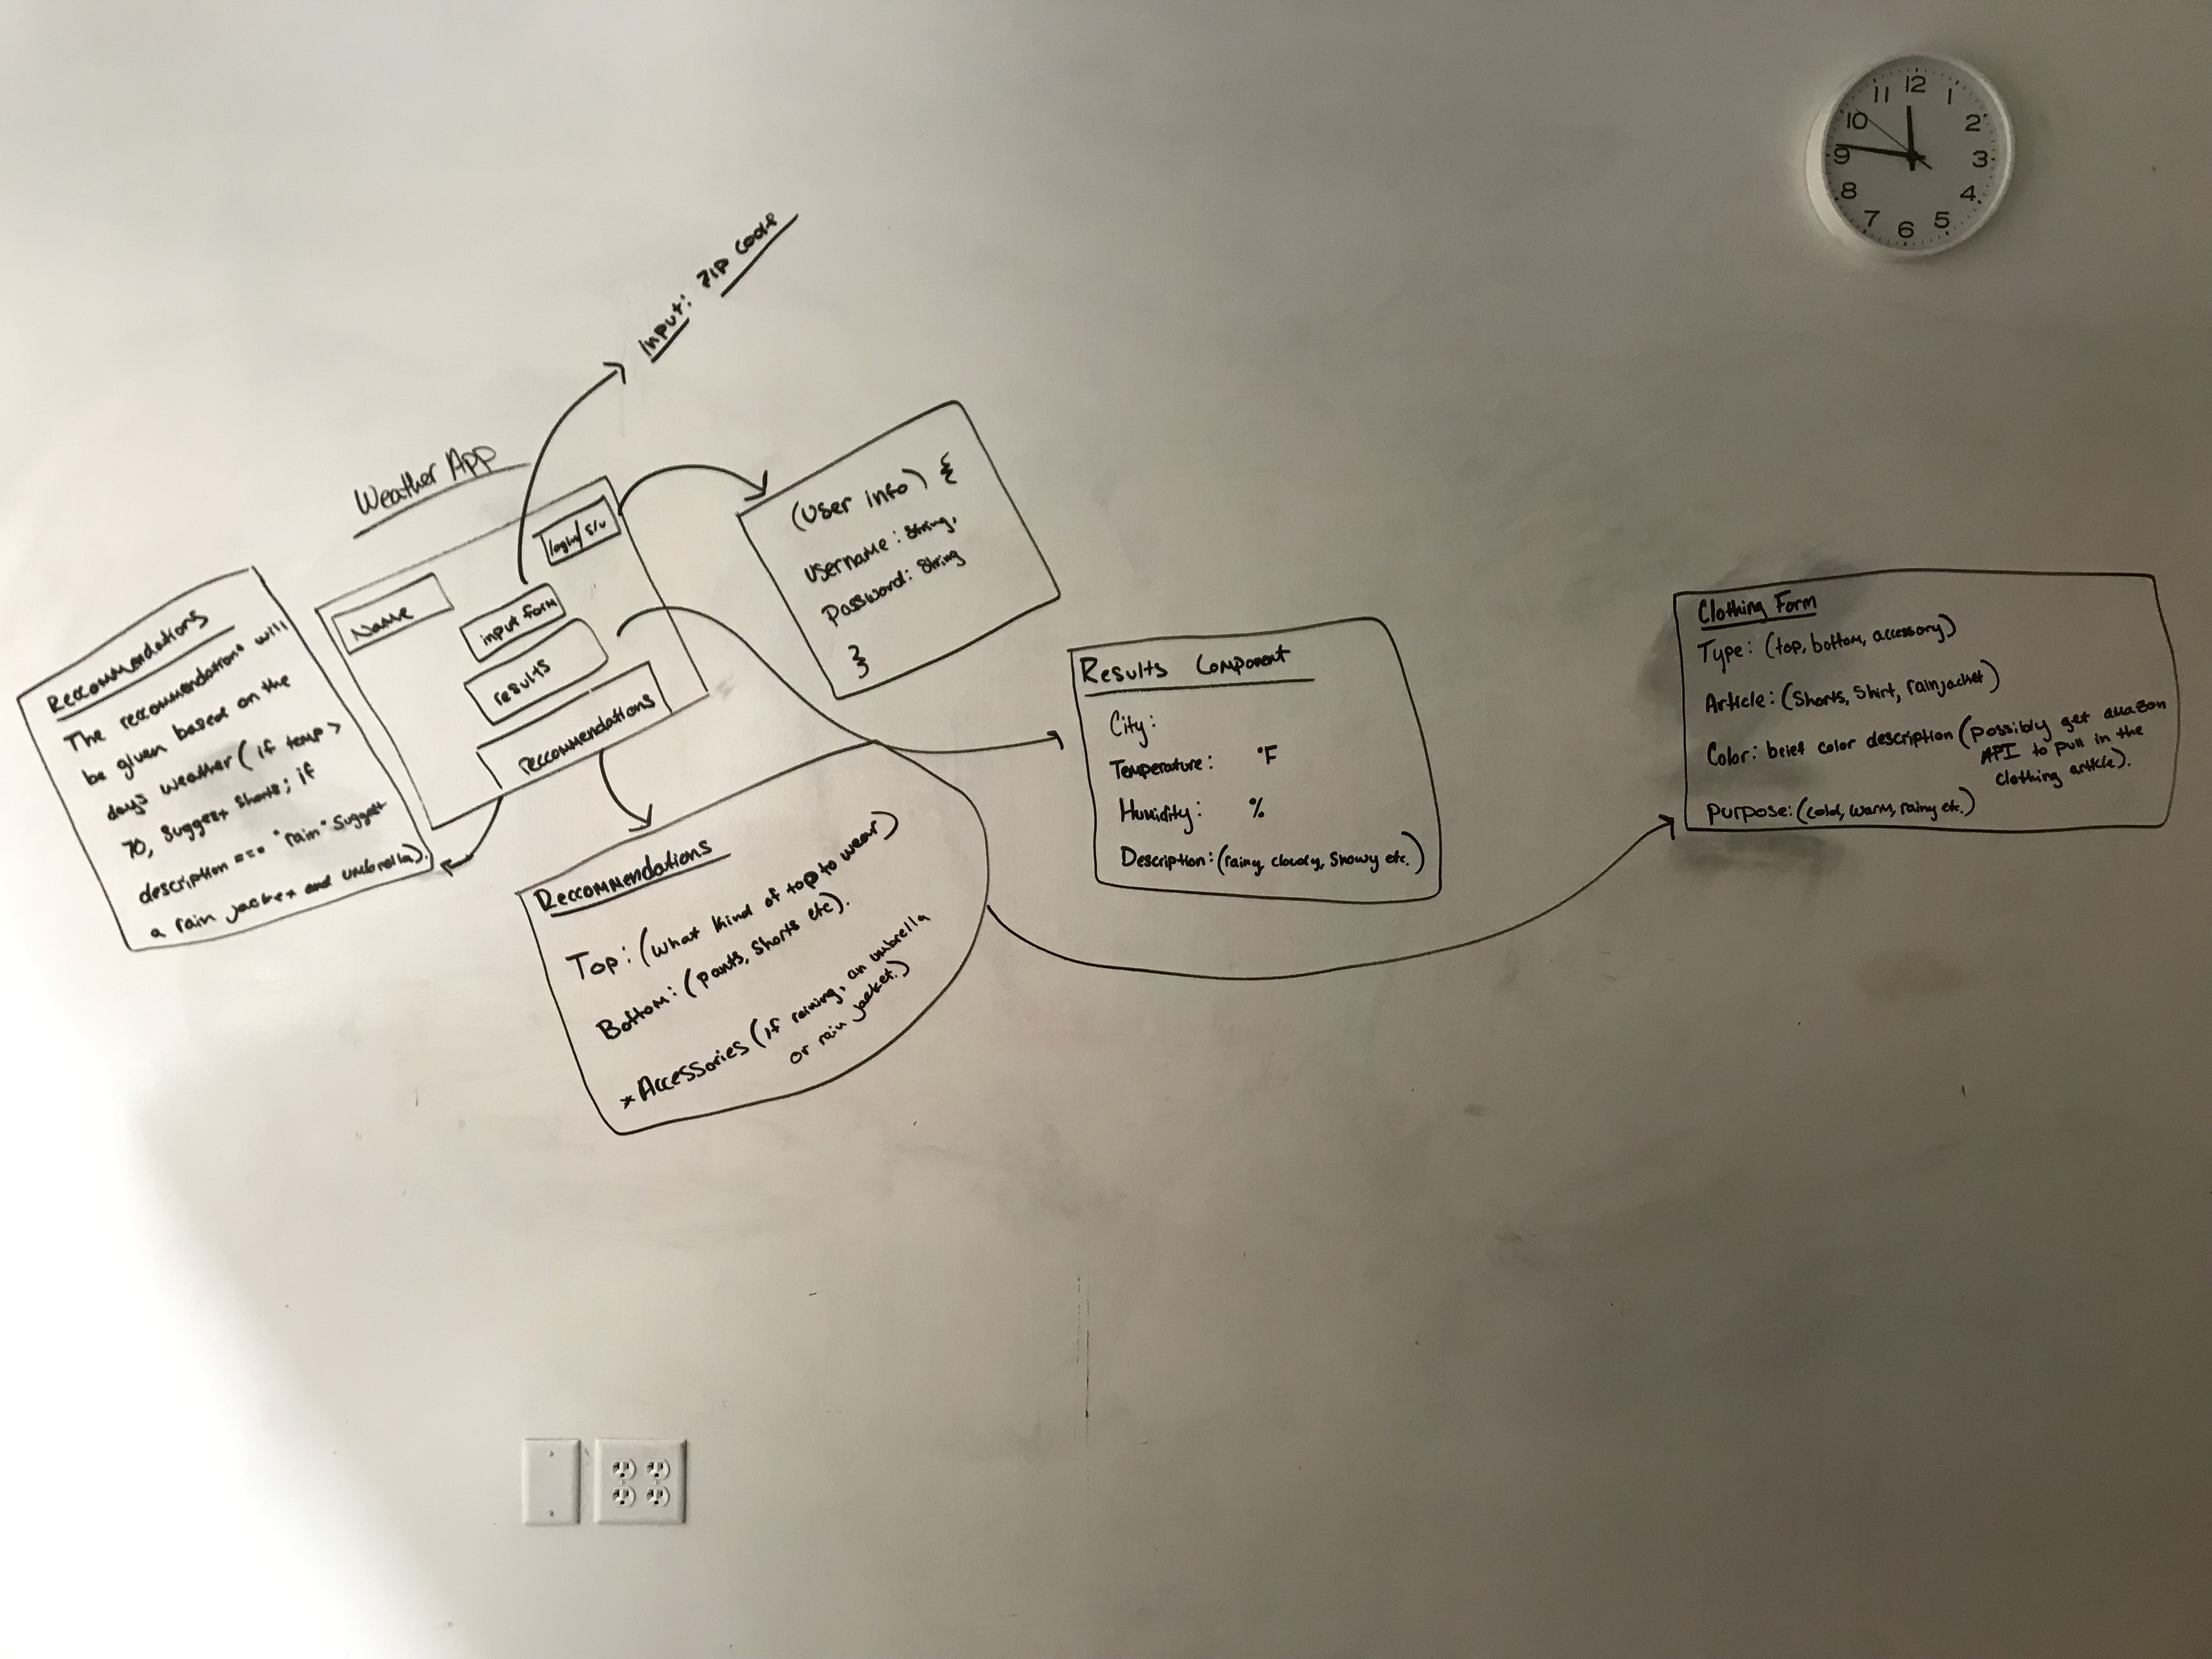 Input: Zip Code
Weather App
Name
login/s/u
input form
results
reccommendations
(User info) {
Username: String,
Password: String
}
Reccommendations
The reccommendations will
be given based on the
days weather (if temp >
70, suggest shorts; if
description === "rain" suggest
a rain jacket and umbrella).
Reccommendations
Top: (what kind of top to wear)
Bottom: (pants, shorts etc).
*Accessories (if raining, an umbrella
or rain jacket.)
Results Component
City:
Temperature: °F
Humidity: %
Description: (rainy, cloudy, Snowy etc.)
Clothing Form
Type: (top, bottom, accessory)
Article: (Shorts, Shirt, rainjacket)
Color: brief color description (possibly get amazon
API to pull in the
clothing article).
Purpose: (cold, warm, rainy etc.)
12
1
2
3
4
5
6
7
8
9
10
11